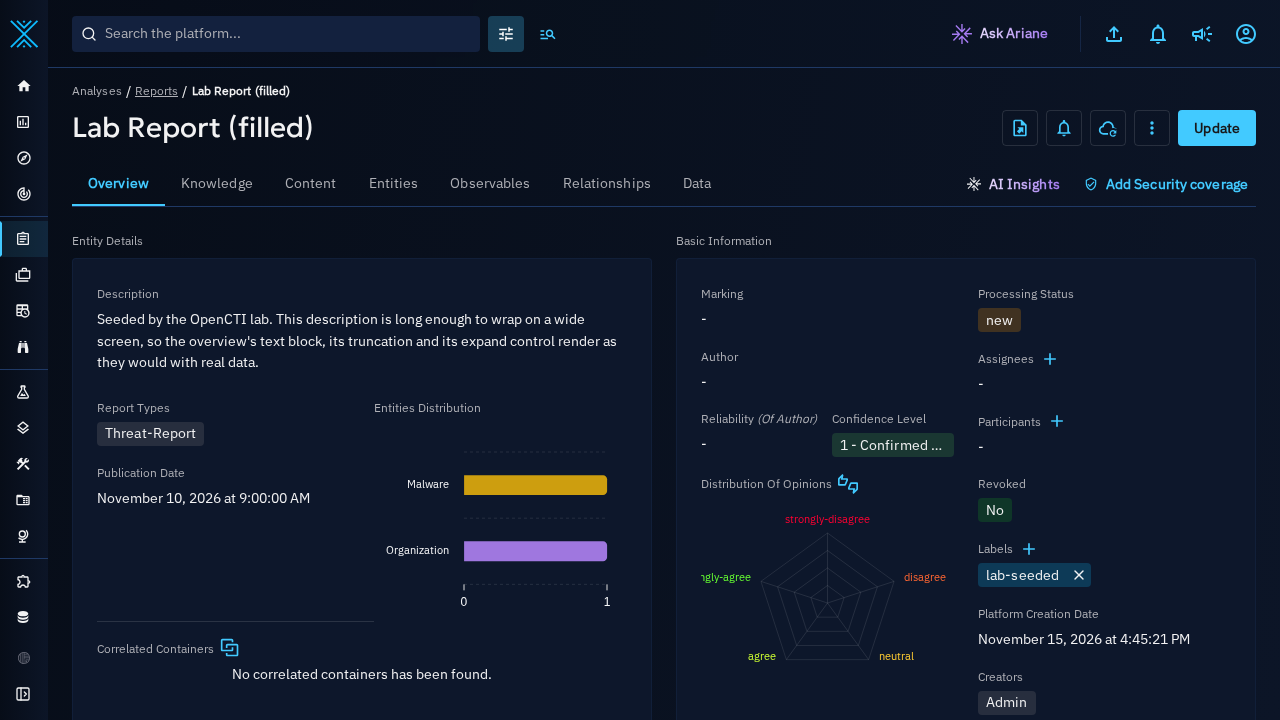 Search the platform...
Ask Ariane
Analyses / Reports / Lab Report (filled)
Lab Report (filled)
Update
Overview
Knowledge
Content
Entities
Observables
Relationships
Data
AI Insights
Add Security coverage
Entity Details
Description
Seeded by the OpenCTI lab. This description is long enough to wrap on a wide
screen, so the overview's text block, its truncation and its expand control render as
they would with real data.
Report Types
Threat-Report
Publication Date
November 10, 2026 at 9:00:00 AM
Entities Distribution
Malware
Organization
0
1
Correlated Containers
No correlated containers has been found.
Basic Information
Marking
-
Author
-
Reliability (Of Author)
-
Confidence Level
1 - Confirmed ...
Distribution Of Opinions
strongly-disagree
ngly-agree
disagree
agree
neutral
Processing Status
new
Assignees
-
Participants
-
Revoked
No
Labels
lab-seeded
Platform Creation Date
November 15, 2026 at 4:45:21 PM
Creators
Admin